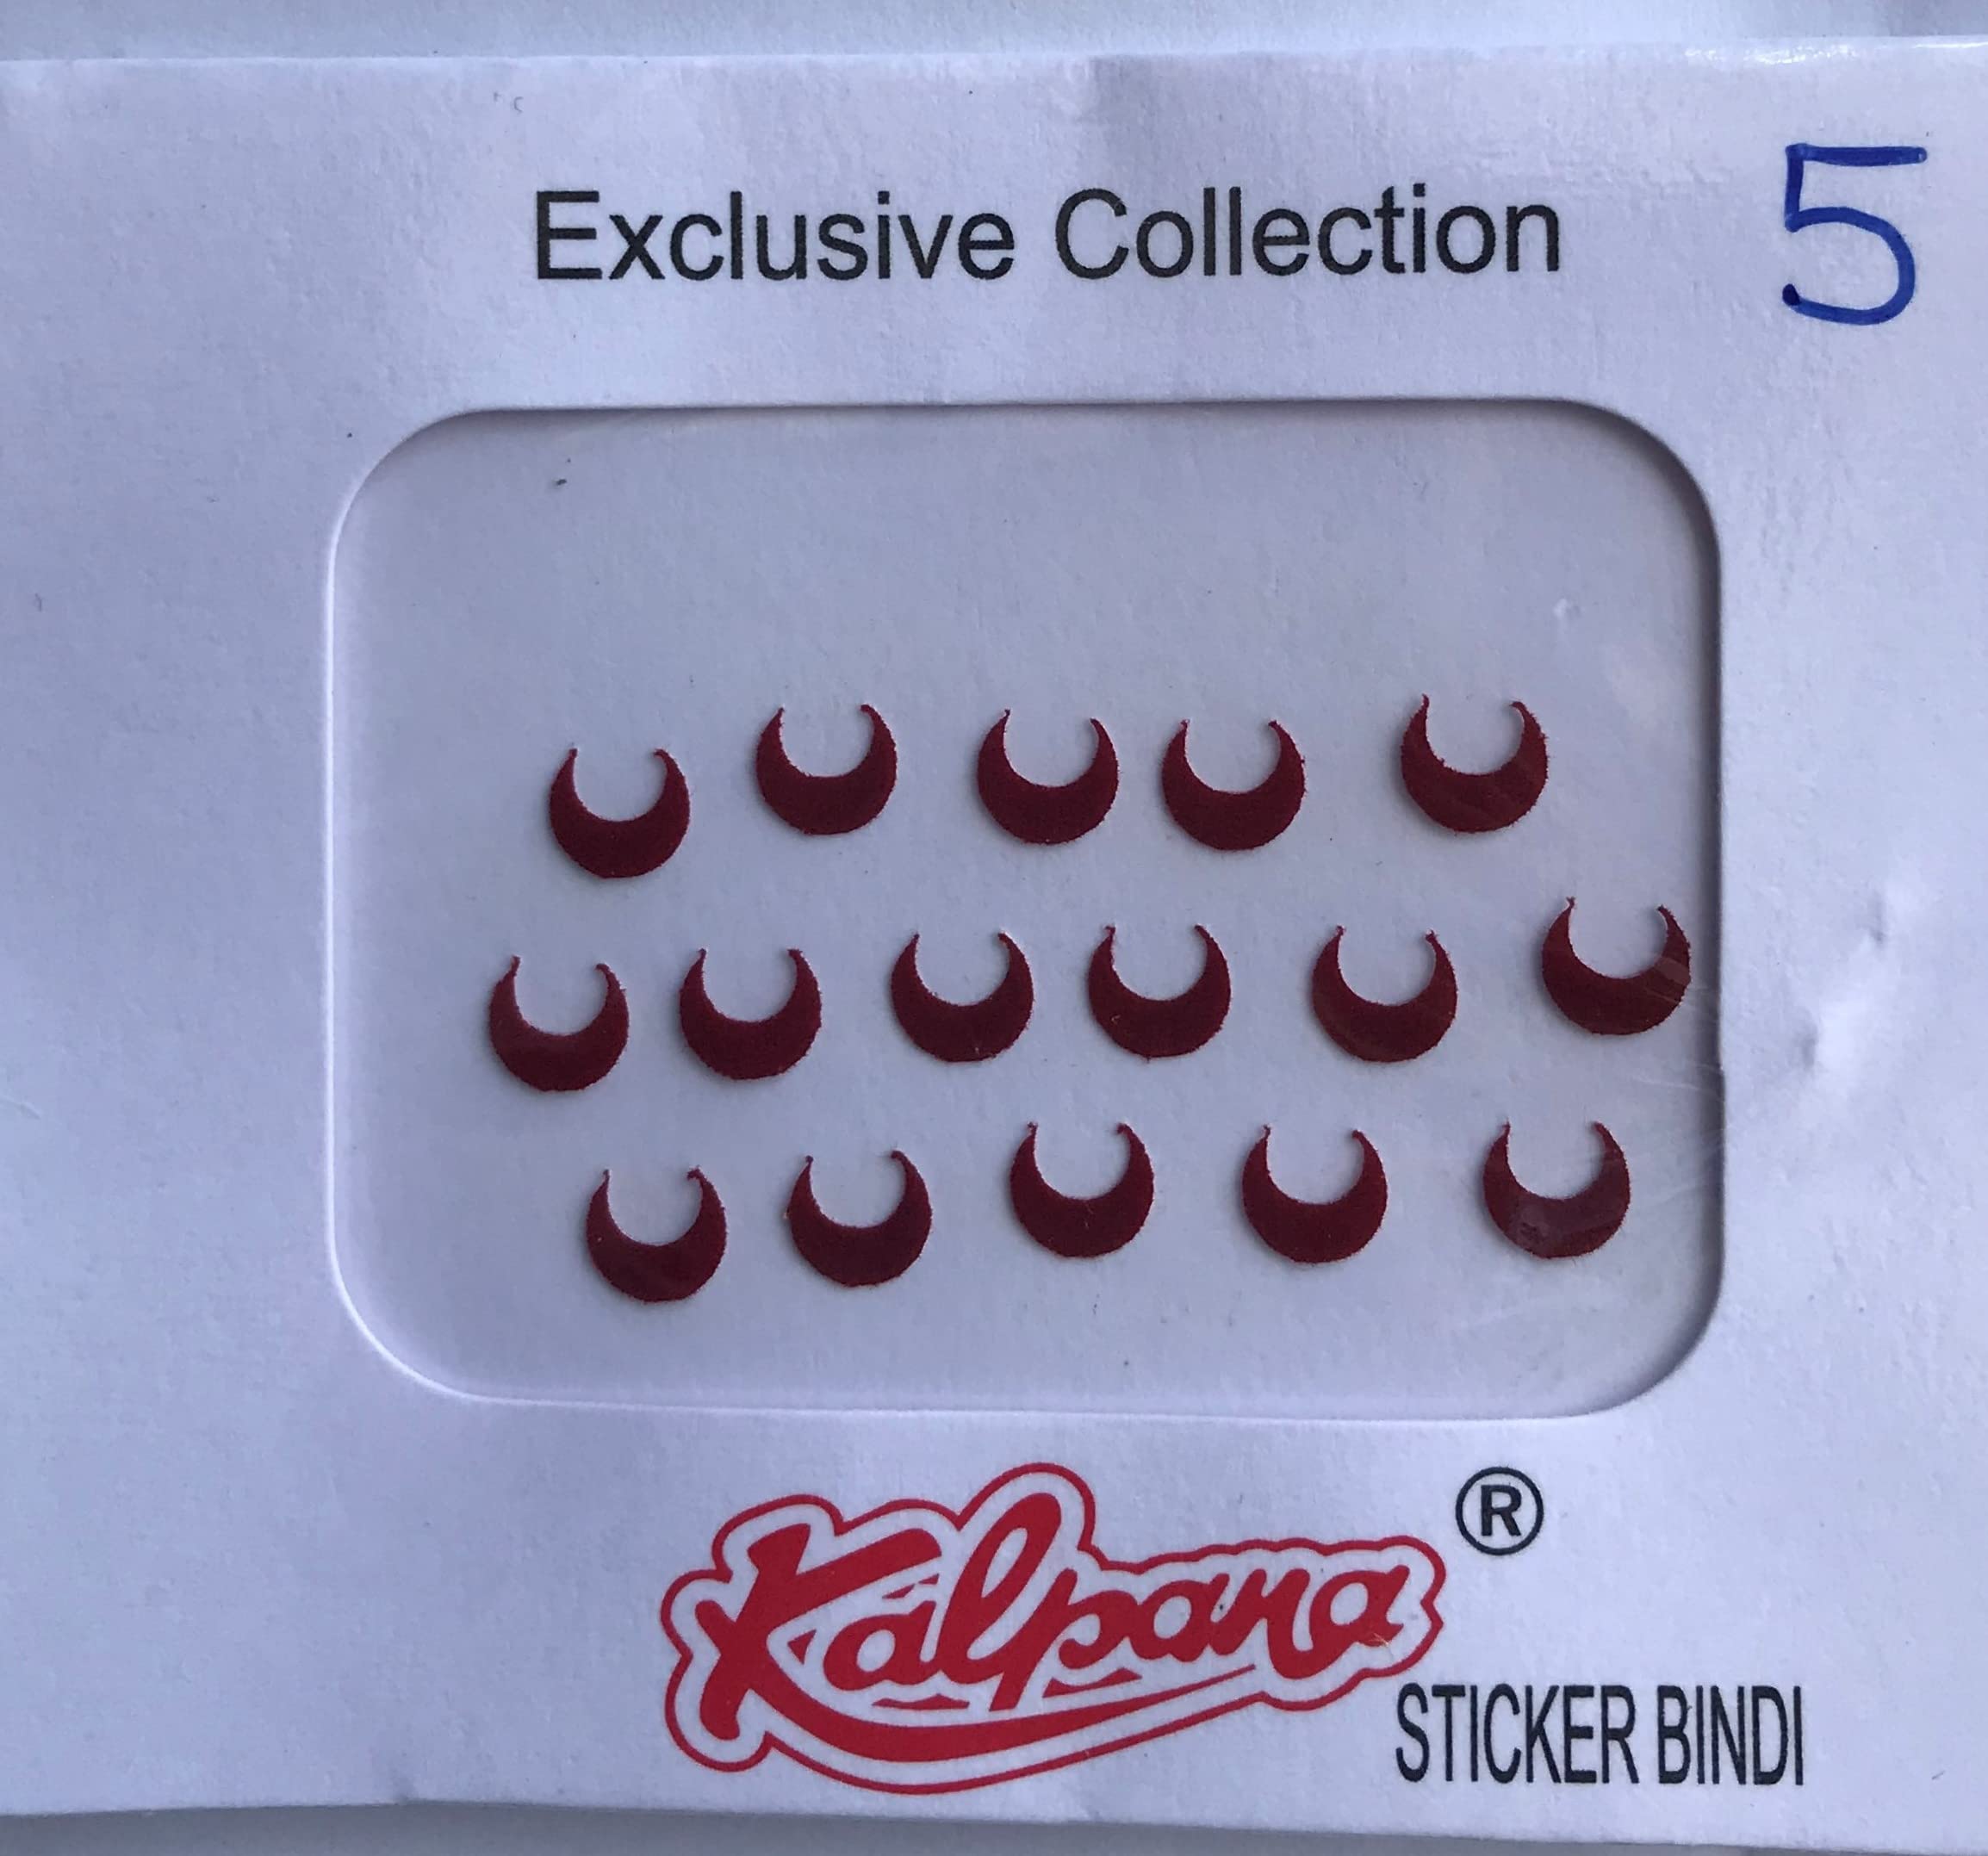 Exclusive Collection 5
Kalpana ®
STICKER BINDI